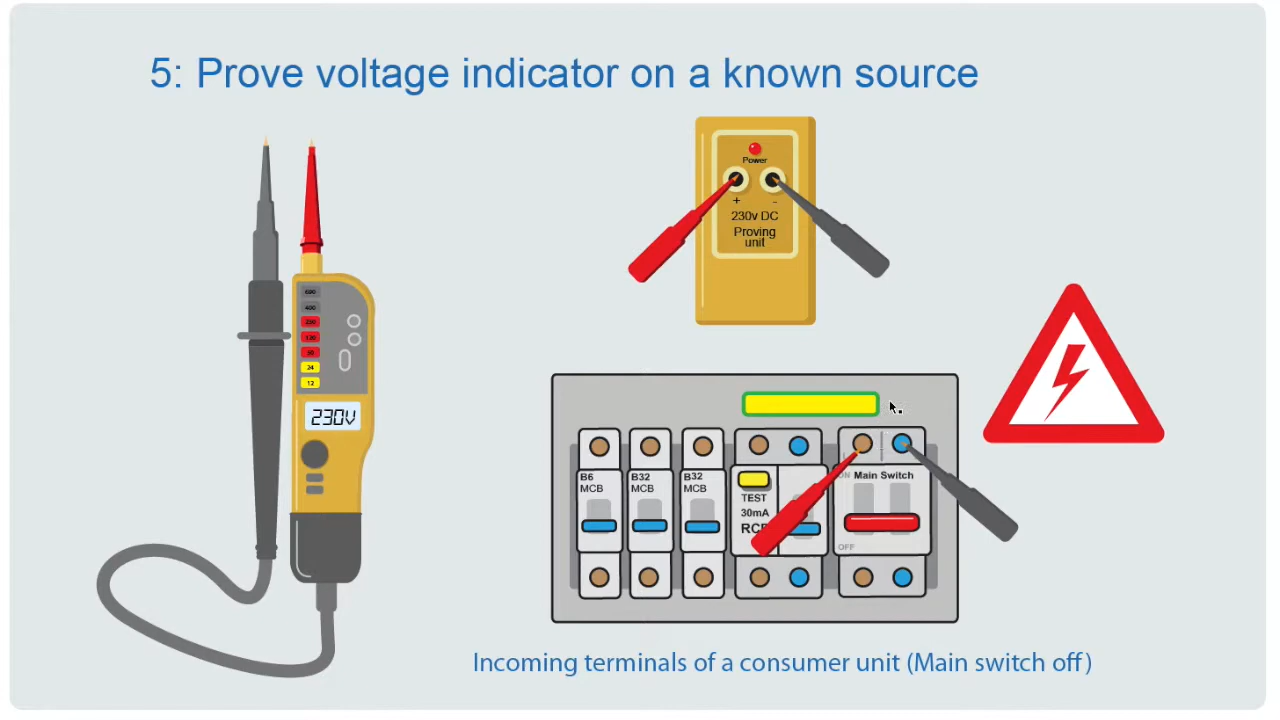 5: Prove voltage indicator on a known source
Power
+ -
230v DC
Proving
unit
690
400
230
120
50
24
12
230V
B6
MCB
B32
MCB
B32
MCB
TEST
30mA
RCD
L
ON
Main Switch
OFF
Incoming terminals of a consumer unit (Main switch off)